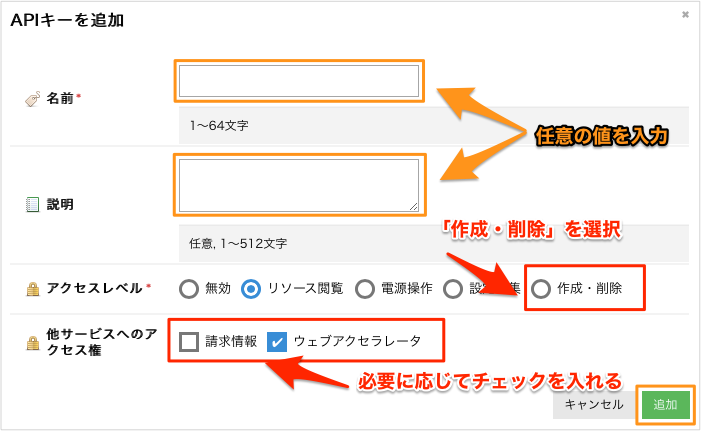 APIキーを追加
名前*
1〜64文字
任意の値を入力
説明
任意, 1〜512文字
「作成・削除」を選択
アクセスレベル* 無効 リソース閲覧 電源操作 設 集 作成・削除
他サービスへのア
クセス権
請求情報 ウェブアクセラレータ
必要に応じてチェックを入れる
キャンセル 追加